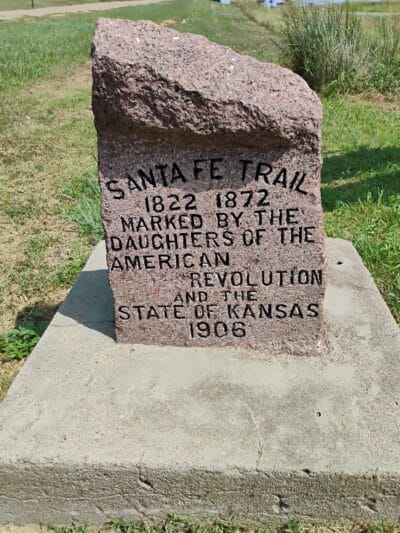 SANTA FE TRAIL
1822 1872
MARKED BY THE
DAUGHTERS OF THE
AMERICAN
REVOLUTION
AND THE
STATE OF KANSAS
1906